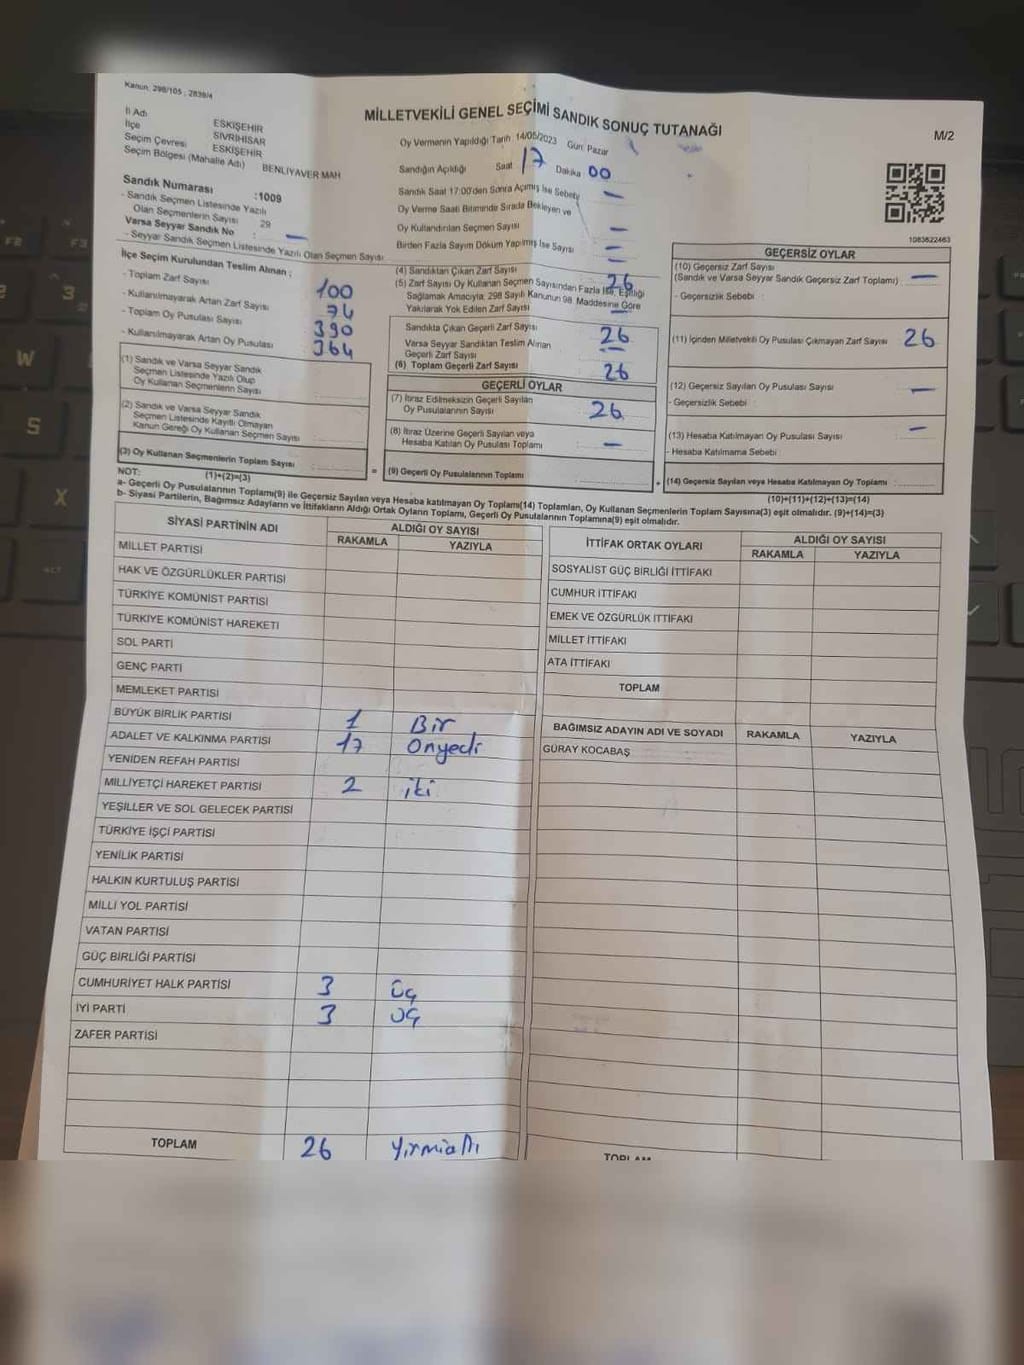 Kanun: 298/105 ; 2839/4
MİLLETVEKİLİ GENEL SEÇİMİ SANDIK SONUÇ TUTANAĞI
M/2
İl Adı ESKİŞEHİR
İlçe SİVRİHİSAR
Seçim Çevresi ESKİŞEHİR
Seçim Bölgesi (Mahalle Adı) BENLİYAVER MAH
Sandık Numarası :1009
- Sandık Seçmen Listesinde Yazılı
Olan Seçmenlerin Sayısı 29
Varsa Seyyar Sandık No : —
- Seyyar Sandık Seçmen Listesinde Yazılı Olan Seçmen Sayısı
Oy Vermenin Yapıldığı Tarih 14/05/2023 Gün: Pazar
Sandığın Açıldığı Saat 17 Dakika 00
Sandık Saat 17:00'den Sonra Açımış İse Sebebi —
Oy Verme Saati Bitiminde Sırada Bekleyen ve
Oy Kullandırılan Seçmen Sayısı —
Birden Fazla Sayım Döküm Yapılmış İse Sayısı —
1083622463
İlçe Seçim Kurulundan Teslim Alınan ;
- Toplam Zarf Sayısı 100
- Kullanılmayarak Artan Zarf Sayısı 74
- Toplam Oy Pusulası Sayısı 390
- Kullanılmayarak Artan Oy Pusulası 364
(1) Sandık ve Varsa Seyyar Sandık
Seçmen Listesinde Yazılı Olup
Oy Kullanan Seçmenlerin Sayısı
(2) Sandık ve Varsa Seyyar Sandık
Seçmen Listesinde Kayıtlı Olmayan
Kanun Gereği Oy Kullanan Seçmen Sayısı
(3) Oy Kullanan Seçmenlerin Toplam Sayısı
(1)+(2)=(3)
(4) Sandıktan Çıkan Zarf Sayısı 26
(5) Zarf Sayısı Oy Kullanan Seçmen Sayısından Fazla İse, Eşitliği
Sağlamak Amacıyla; 298 Sayılı Kanunun 98. Maddesine Göre
Yakılarak Yok Edilen Zarf Sayısı —
Sandıkta Çıkan Geçerli Zarf Sayısı 26
Varsa Seyyar Sandıktan Teslim Alınan
Geçerli Zarf Sayısı —
(6) Toplam Geçerli Zarf Sayısı 26
GEÇERLİ OYLAR
(7) İtiraz Edilmeksizin Geçerli Sayılan
Oy Pusulalarının Sayısı 26
(8) İtiraz Üzerine Geçerli Sayılan veya
Hesaba Katılan Oy Pusulası Toplamı —
= (9) Geçerli Oy Pusulalarının Toplamı
GEÇERSİZ OYLAR
(10) Geçersiz Zarf Sayısı
(Sandık ve Varsa Seyyar Sandık Geçersiz Zarf Toplamı) —
- Geçersizlik Sebebi :
(11) İçinden Milletvekili Oy Pusulası Çıkmayan Zarf Sayısı 26
(12) Geçersiz Sayılan Oy Pusulası Sayısı —
- Geçersizlik Sebebi :
(13) Hesaba Katılmayan Oy Pusulası Sayısı —
- Hesaba Katılmama Sebebi :
+ (14) Geçersiz Sayılan veya Hesaba Katılmayan Oy Toplamı
(10)+(11)+(12)+(13)=(14)
NOT:
a- Geçerli Oy Pusulalarının Toplamı(9) ile Geçersiz Sayılan veya Hesaba katılmayan Oy Toplamı(14) Toplamları, Oy Kullanan Seçmenlerin Toplam Sayısına(3) eşit olmalıdır. (9)+(14)=(3)
b- Siyasi Partilerin, Bağımsız Adayların ve İttifakların Aldığı Ortak Oyların Toplamı, Geçerli Oy Pusulalarının Toplamına(9) eşit olmalıdır.
SİYASİ PARTİNİN ADI ALDIĞI OY SAYISI
RAKAMLA YAZIYLA
MİLLET PARTİSİ
HAK VE ÖZGÜRLÜKLER PARTİSİ
TÜRKİYE KOMÜNİST PARTİSİ
TÜRKİYE KOMÜNİST HAREKETİ
SOL PARTİ
GENÇ PARTİ
MEMLEKET PARTİSİ
BÜYÜK BİRLİK PARTİSİ 1 Bir
ADALET VE KALKINMA PARTİSİ 17 Onyedi
YENİDEN REFAH PARTİSİ
MİLLİYETÇİ HAREKET PARTİSİ 2 iki
YEŞİLLER VE SOL GELECEK PARTİSİ
TÜRKİYE İŞÇİ PARTİSİ
YENİLİK PARTİSİ
HALKIN KURTULUŞ PARTİSİ
MİLLİ YOL PARTİSİ
VATAN PARTİSİ
GÜÇ BİRLİĞİ PARTİSİ
CUMHURİYET HALK PARTİSİ 3 üç
İYİ PARTİ 3 üç
ZAFER PARTİSİ
TOPLAM 26 Yirmialtı
İTTİFAK ORTAK OYLARI ALDIĞI OY SAYISI
RAKAMLA YAZIYLA
SOSYALİST GÜÇ BİRLİĞİ İTTİFAKI
CUMHUR İTTİFAKI
EMEK VE ÖZGÜRLÜK İTTİFAKI
MİLLET İTTİFAKI
ATA İTTİFAKI
TOPLAM
BAĞIMSIZ ADAYIN ADI VE SOYADI RAKAMLA YAZIYLA
GÜRAY KOCABAŞ
TOPLAM